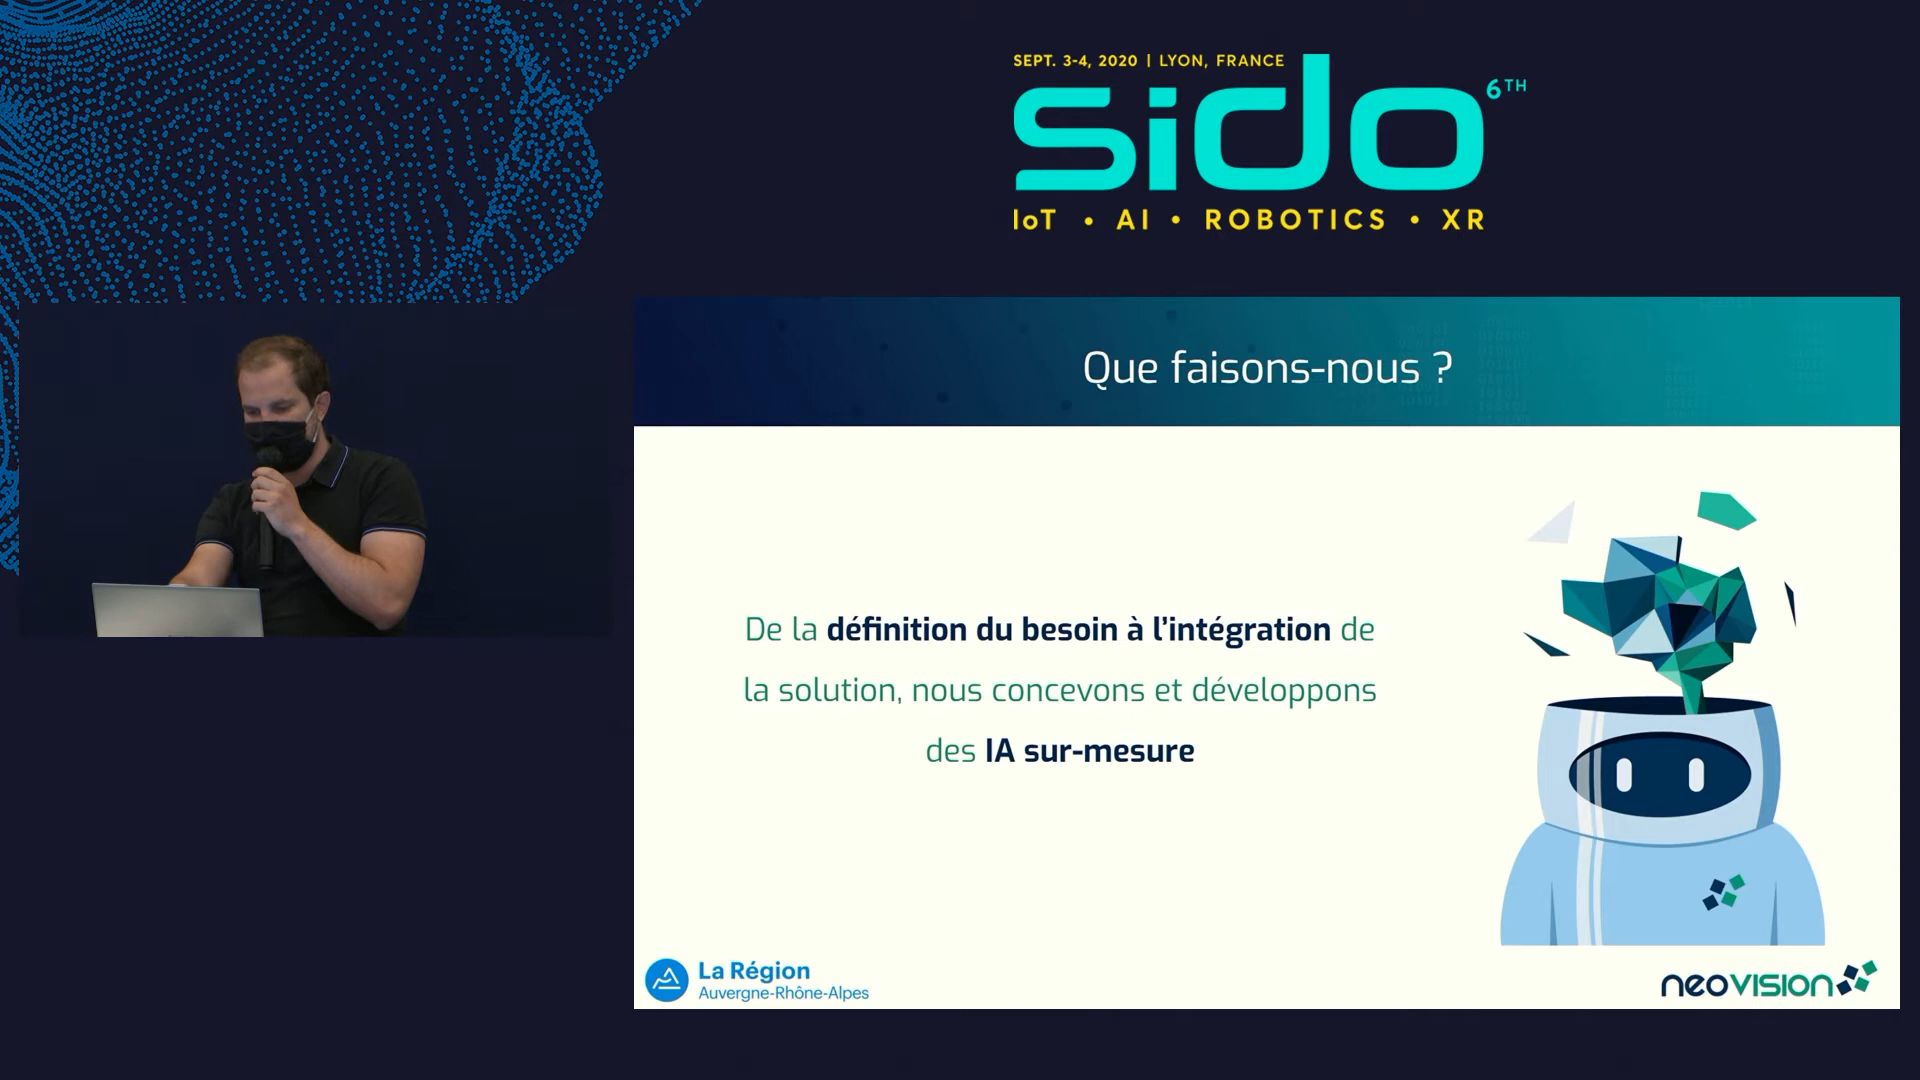 SEPT. 3-4, 2020 | LYON, FRANCE
sido 6TH
IoT • AI • ROBOTICS • XR
Que faisons-nous ?
De la définition du besoin à l'intégration de
la solution, nous concevons et développons
des IA sur-mesure
La Région
Auvergne-Rhône-Alpes
neovision